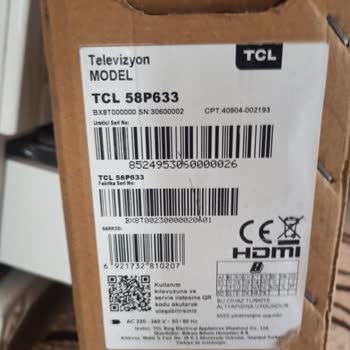 Televizyon
MODEL
TCL
TCL 58P633
BX8T000000 SN:30600002 CPT:40904-002193
Üretici Seri No:
8524953060000026
TCL 58P633
Fabrika Seri No:
BX8T00230000020A01
BARKOD:
6 921732 810207
CE
HDMI
Kullanım
kılavuzuna ve
servis listesine QR
kodu okutarak
ulaşabilirsiniz
BU CİHAZ TÜRKİYE
ALTYAPISINA UYGUNDUR
AC 220 - 240 V ~ 50 / 60 Hz